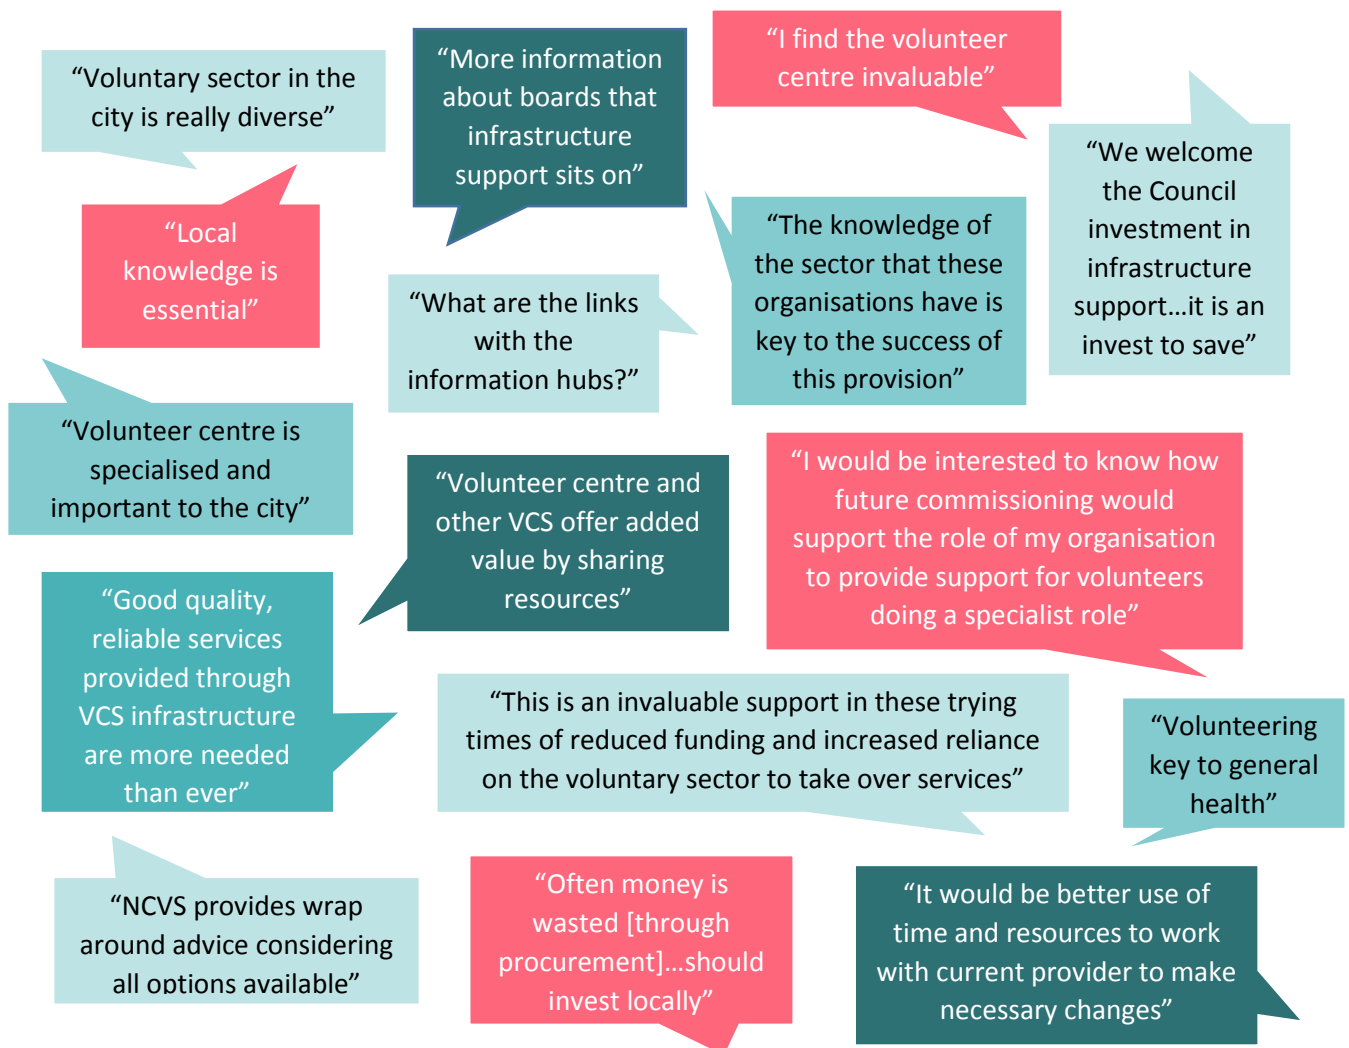 “Voluntary sector in the
city is really diverse”
“More information
about boards that
infrastructure
support sits on”
“I find the volunteer
centre invaluable”
“We welcome
the Council
investment in
infrastructure
support…it is an
invest to save”
“Local
knowledge is
essential”
“The knowledge of
the sector that these
organisations have is
key to the success of
this provision”
“What are the links
with the
information hubs?”
“Volunteer centre is
specialised and
important to the city”
“Volunteer centre and
other VCS offer added
value by sharing
resources”
“I would be interested to know how
future commissioning would
support the role of my organisation
to provide support for volunteers
doing a specialist role”
“Good quality,
reliable services
provided through
VCS infrastructure
are more needed
than ever”
“This is an invaluable support in these trying
times of reduced funding and increased reliance
on the voluntary sector to take over services”
“Volunteering
key to general
health”
“NCVS provides wrap
around advice considering
all options available”
“Often money is
wasted [through
procurement]…should
invest locally”
“It would be better use of
time and resources to work
with current provider to make
necessary changes”